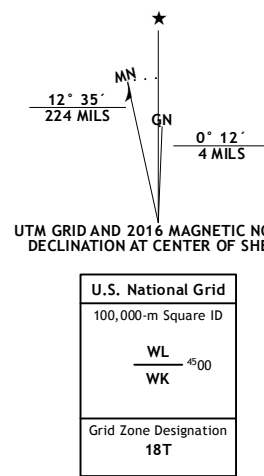 ★
MN
GN
12° 35´
224 MILS
0° 12´
4 MILS
UTM GRID AND 2016 MAGNETIC NO
DECLINATION AT CENTER OF SHE
U.S. National Grid
100,000-m Square ID
WL
4500
WK
Grid Zone Designation
18T